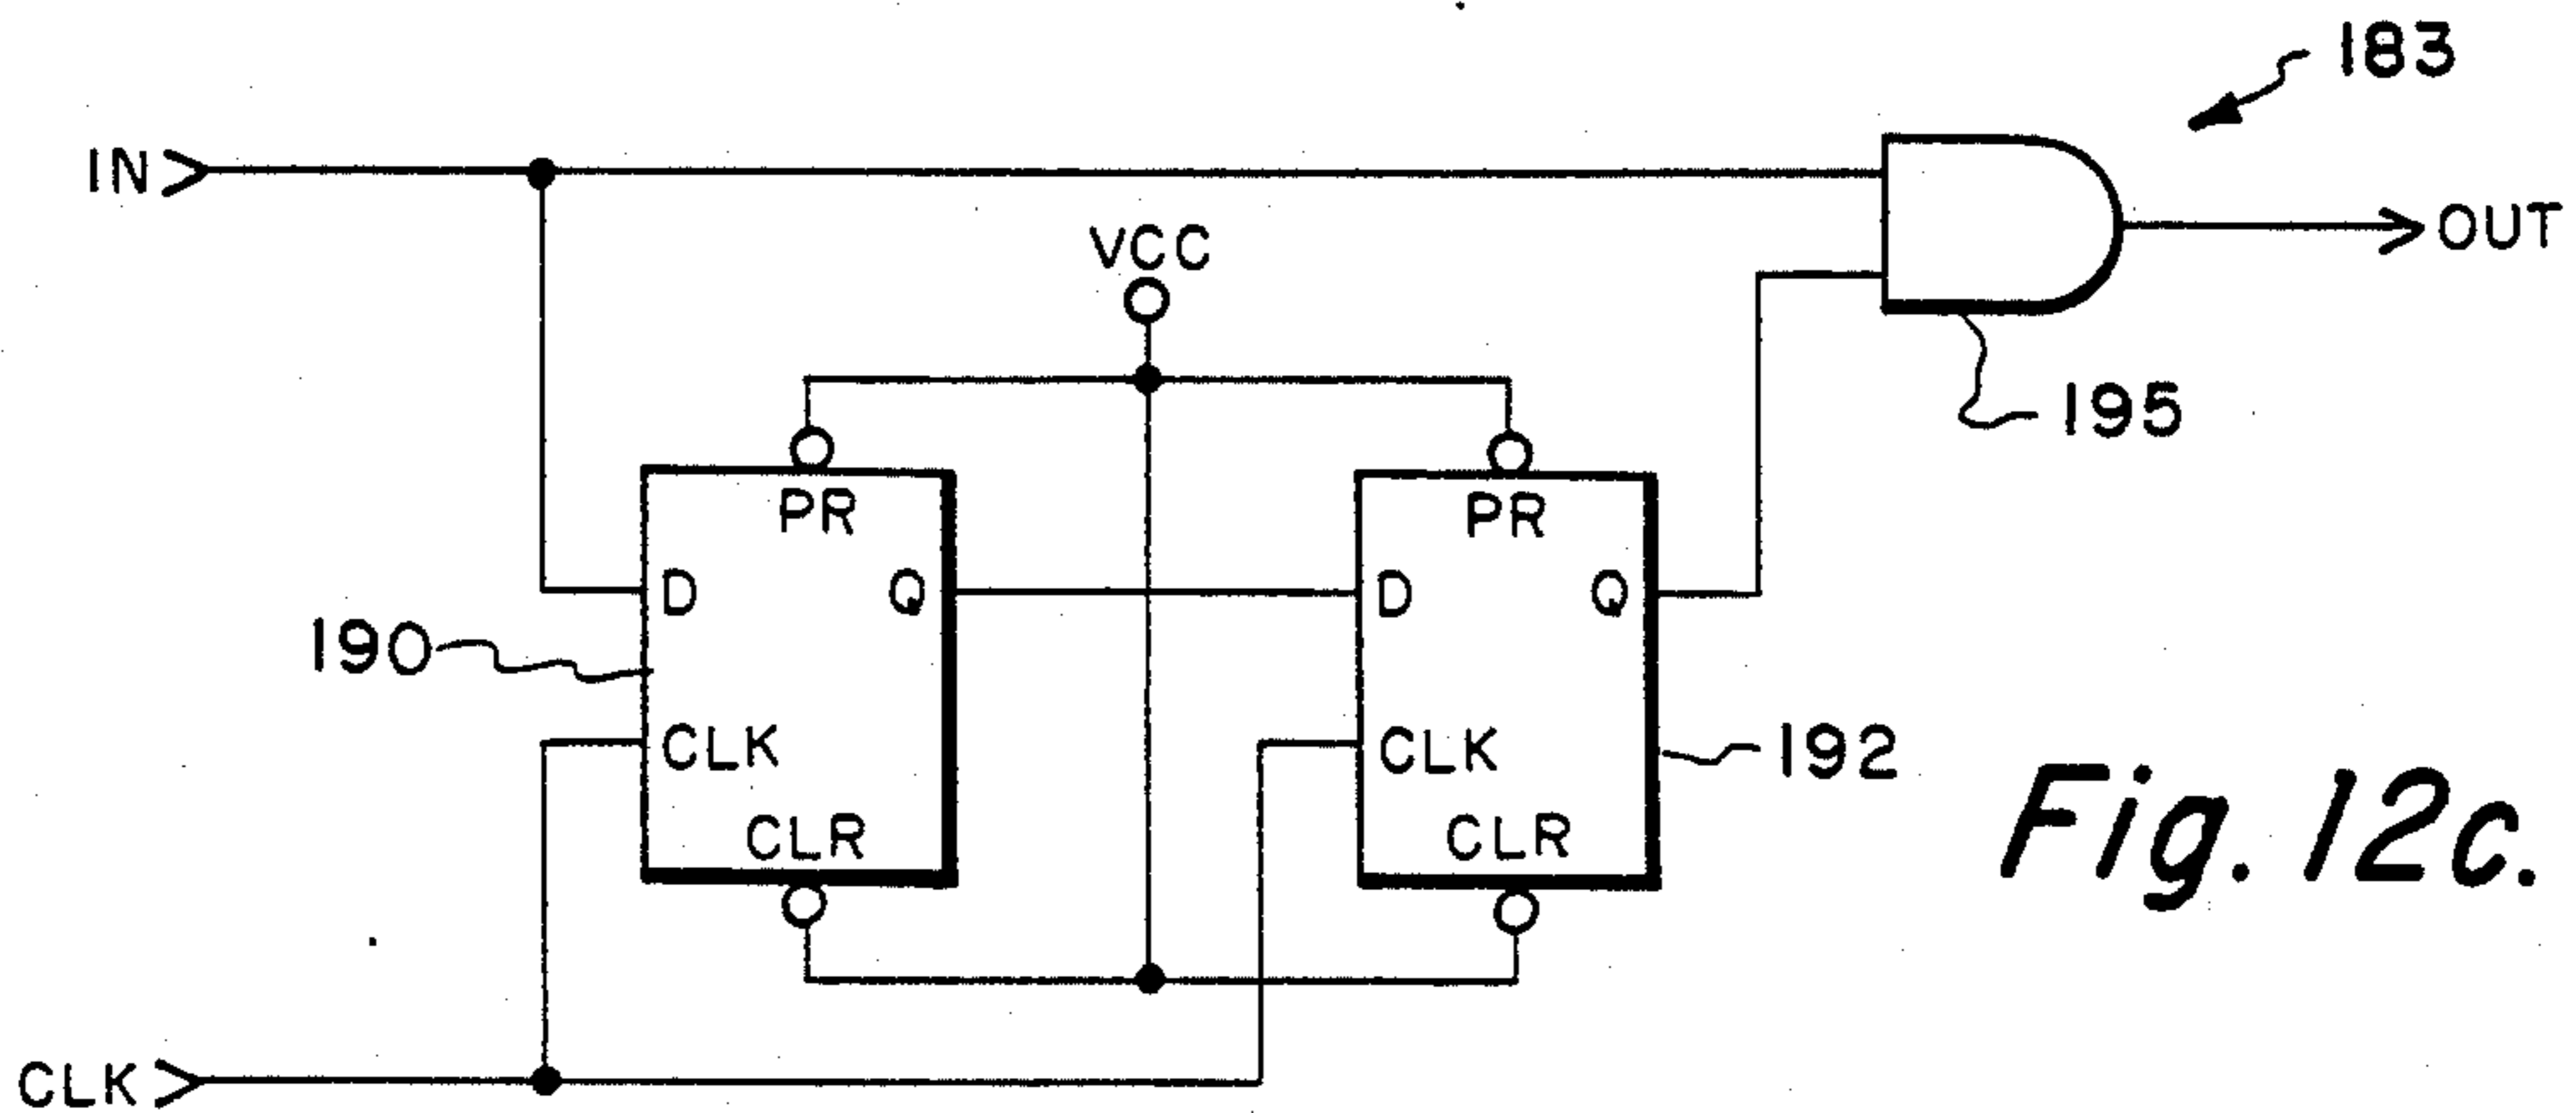 183
IN
OUT
VCC
195
PR
PR
D
Q
D
Q
190
CLK
CLK
192
CLR
CLR
Fig. 12c.
CLK